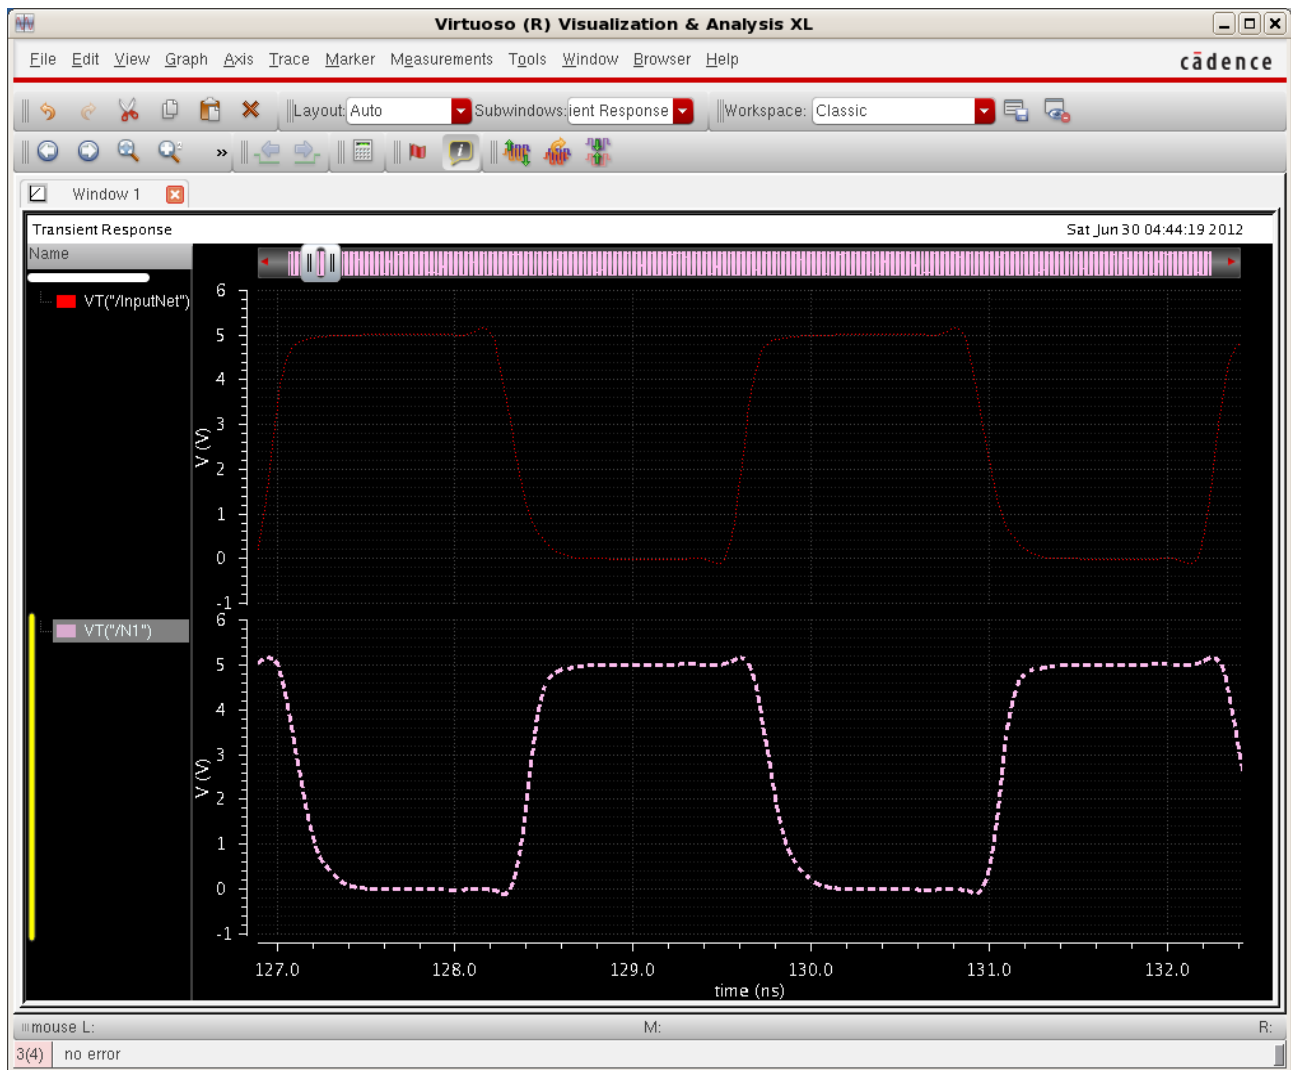 Virtuoso (R) Visualization & Analysis XL
File Edit View Graph Axis Trace Marker Measurements Tools Window Browser Help cādence
Layout: Auto Subwindows: ient Response Workspace: Classic
»
Window 1
Transient Response Sat Jun 30 04:44:19 2012
Name
VT("/InputNet")
6
5
4
3
2
1
0
-1
V (V)
VT("/N1")
6
5
4
3
2
1
0
-1
V (V)
127.0 128.0 129.0 130.0 131.0 132.0
time (ns)
mouse L: M: R:
3(4) no error